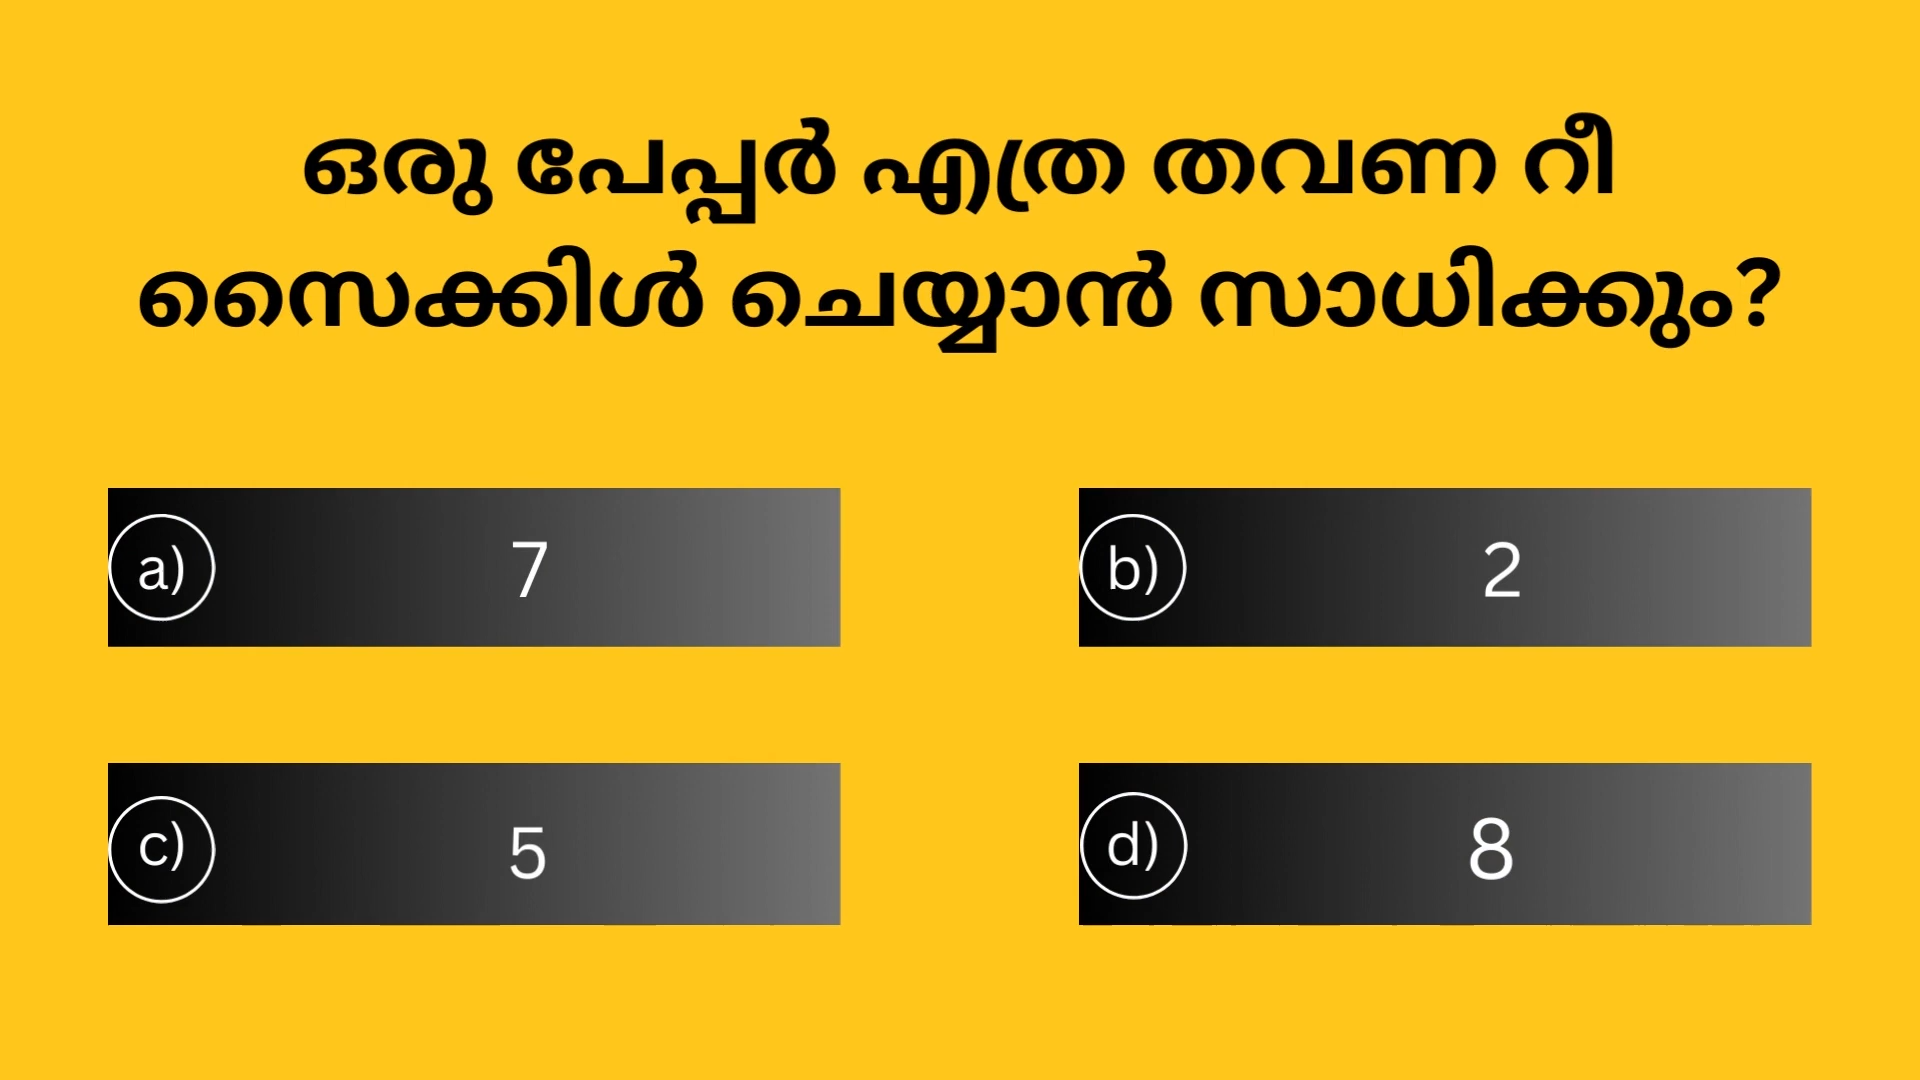 ഒരു പേപ്പർ എത്ര തവണ റീ
സൈക്കിൾ ചെയ്യാൻ സാധിക്കും?
a) 7
b) 2
c) 5
d) 8